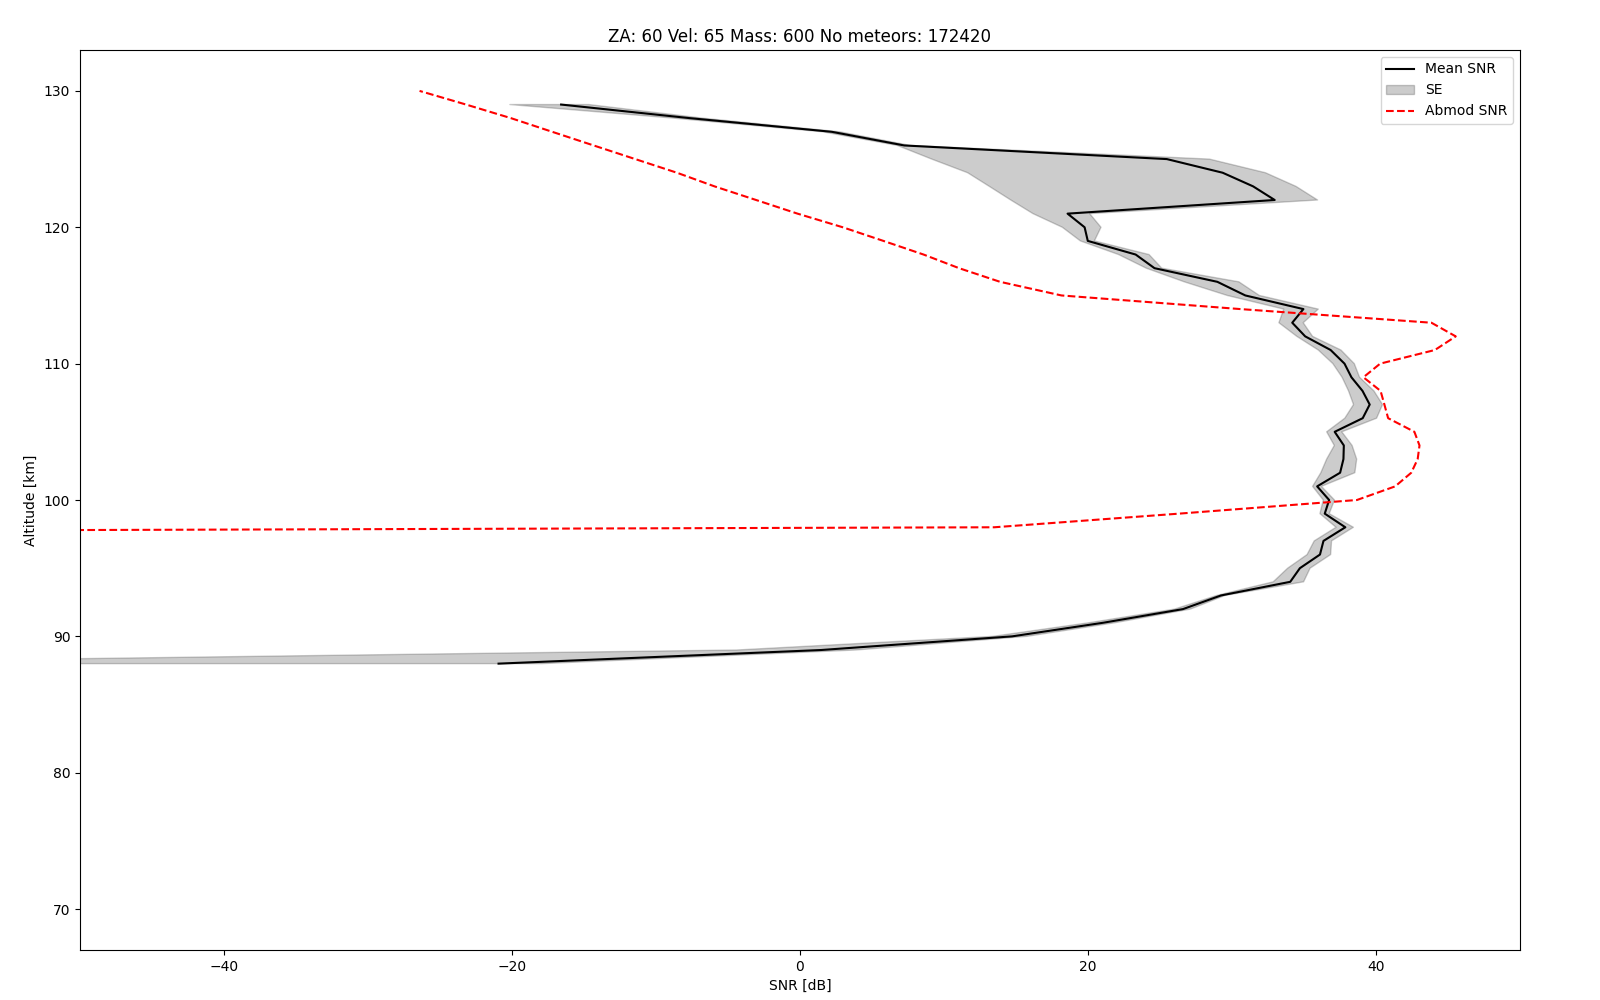 ZA: 60 Vel: 65 Mass: 600 No meteors: 172420
Mean SNR
SE
Abmod SNR
130
120
110
100
90
80
70
Altitude [km]
−40
−20
0
20
40
SNR [dB]